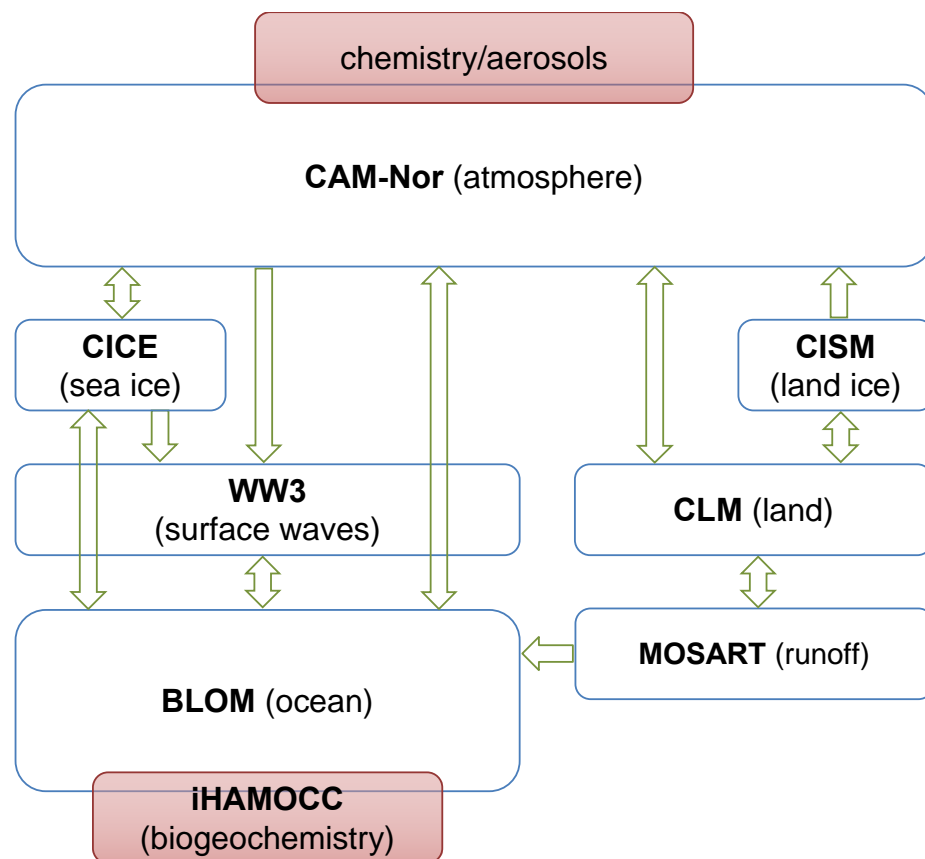 chemistry/aerosols
CAM-Nor (atmosphere)
CICE
(sea ice)
CISM
(land ice)
WW3
(surface waves)
CLM (land)
MOSART (runoff)
BLOM (ocean)
iHAMOCC
(biogeochemistry)